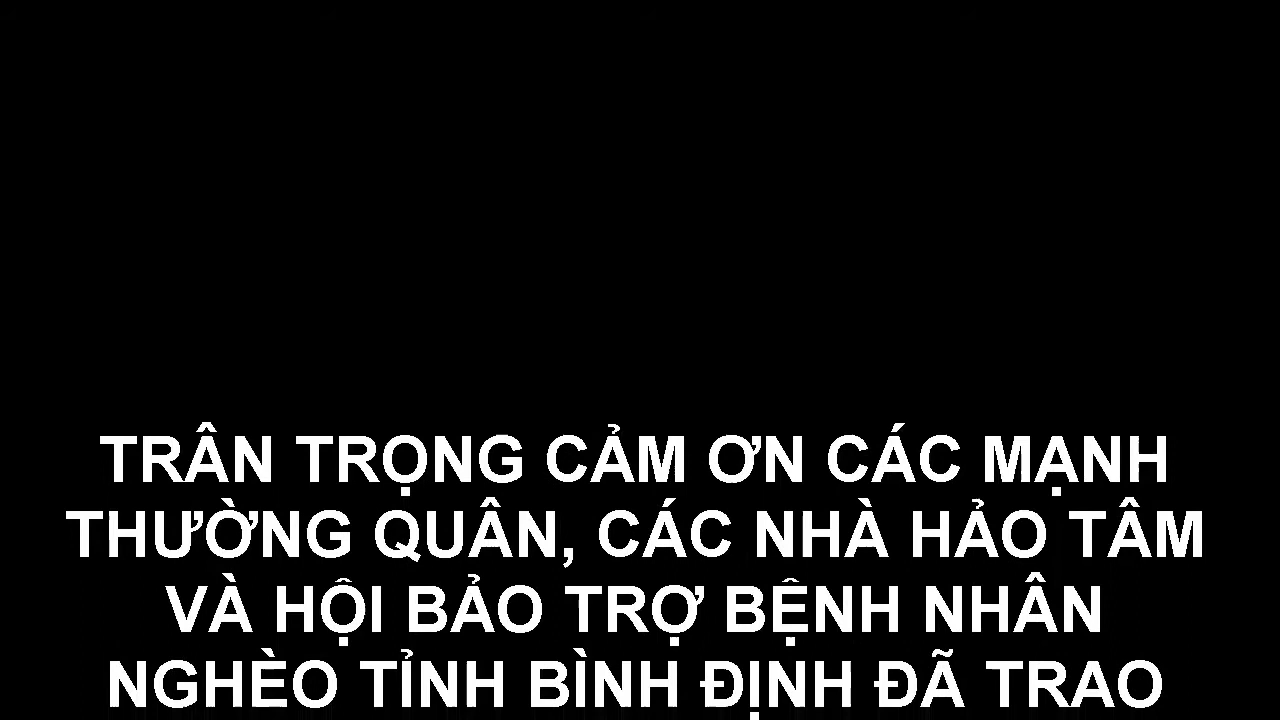 TRÂN TRỌNG CẢM ƠN CÁC MẠNH
THƯỜNG QUÂN, CÁC NHÀ HẢO TÂM
VÀ HỘI BẢO TRỢ BỆNH NHÂN
NGHÈO TỈNH BÌNH ĐỊNH ĐÃ TRAO